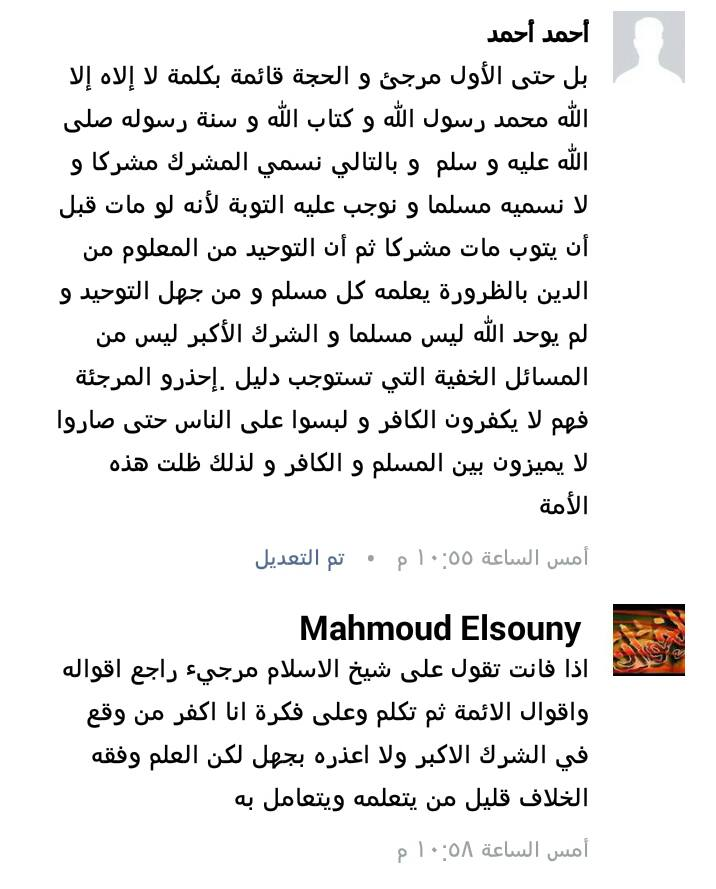 أحمد أحمد
بل حتى الأول مرجئ و الحجة قائمة بكلمة لا إلاه إلا
الله محمد رسول الله و كتاب الله و سنة رسوله صلى
الله عليه و سلم و بالتالي نسمي المشرك مشركا و
لا نسميه مسلما و نوجب عليه التوبة لأنه لو مات قبل
أن يتوب مات مشركا ثم أن التوحيد من المعلوم من
الدين بالظرورة يعلمه كل مسلم و من جهل التوحيد و
لم يوحد الله ليس مسلما و الشرك الأكبر ليس من
المسائل الخفية التي تستوجب دليل .إحذرو المرجئة
فهم لا يكفرون الكافر و لبسوا على الناس حتى صاروا
لا يميزون بين المسلم و الكافر و لذلك ظلت هذه
الأمة
أمس الساعة ١٠:٥٥ م • تم التعديل
Mahmoud Elsouny
اذا فانت تقول على شيخ الاسلام مرجيء راجع اقواله
واقوال الائمة ثم تكلم وعلى فكرة انا اكفر من وقع
في الشرك الاكبر ولا اعذره بجهل لكن العلم وفقه
الخلاف قليل من يتعلمه ويتعامل به
أمس الساعة ١٠:٥٨ م